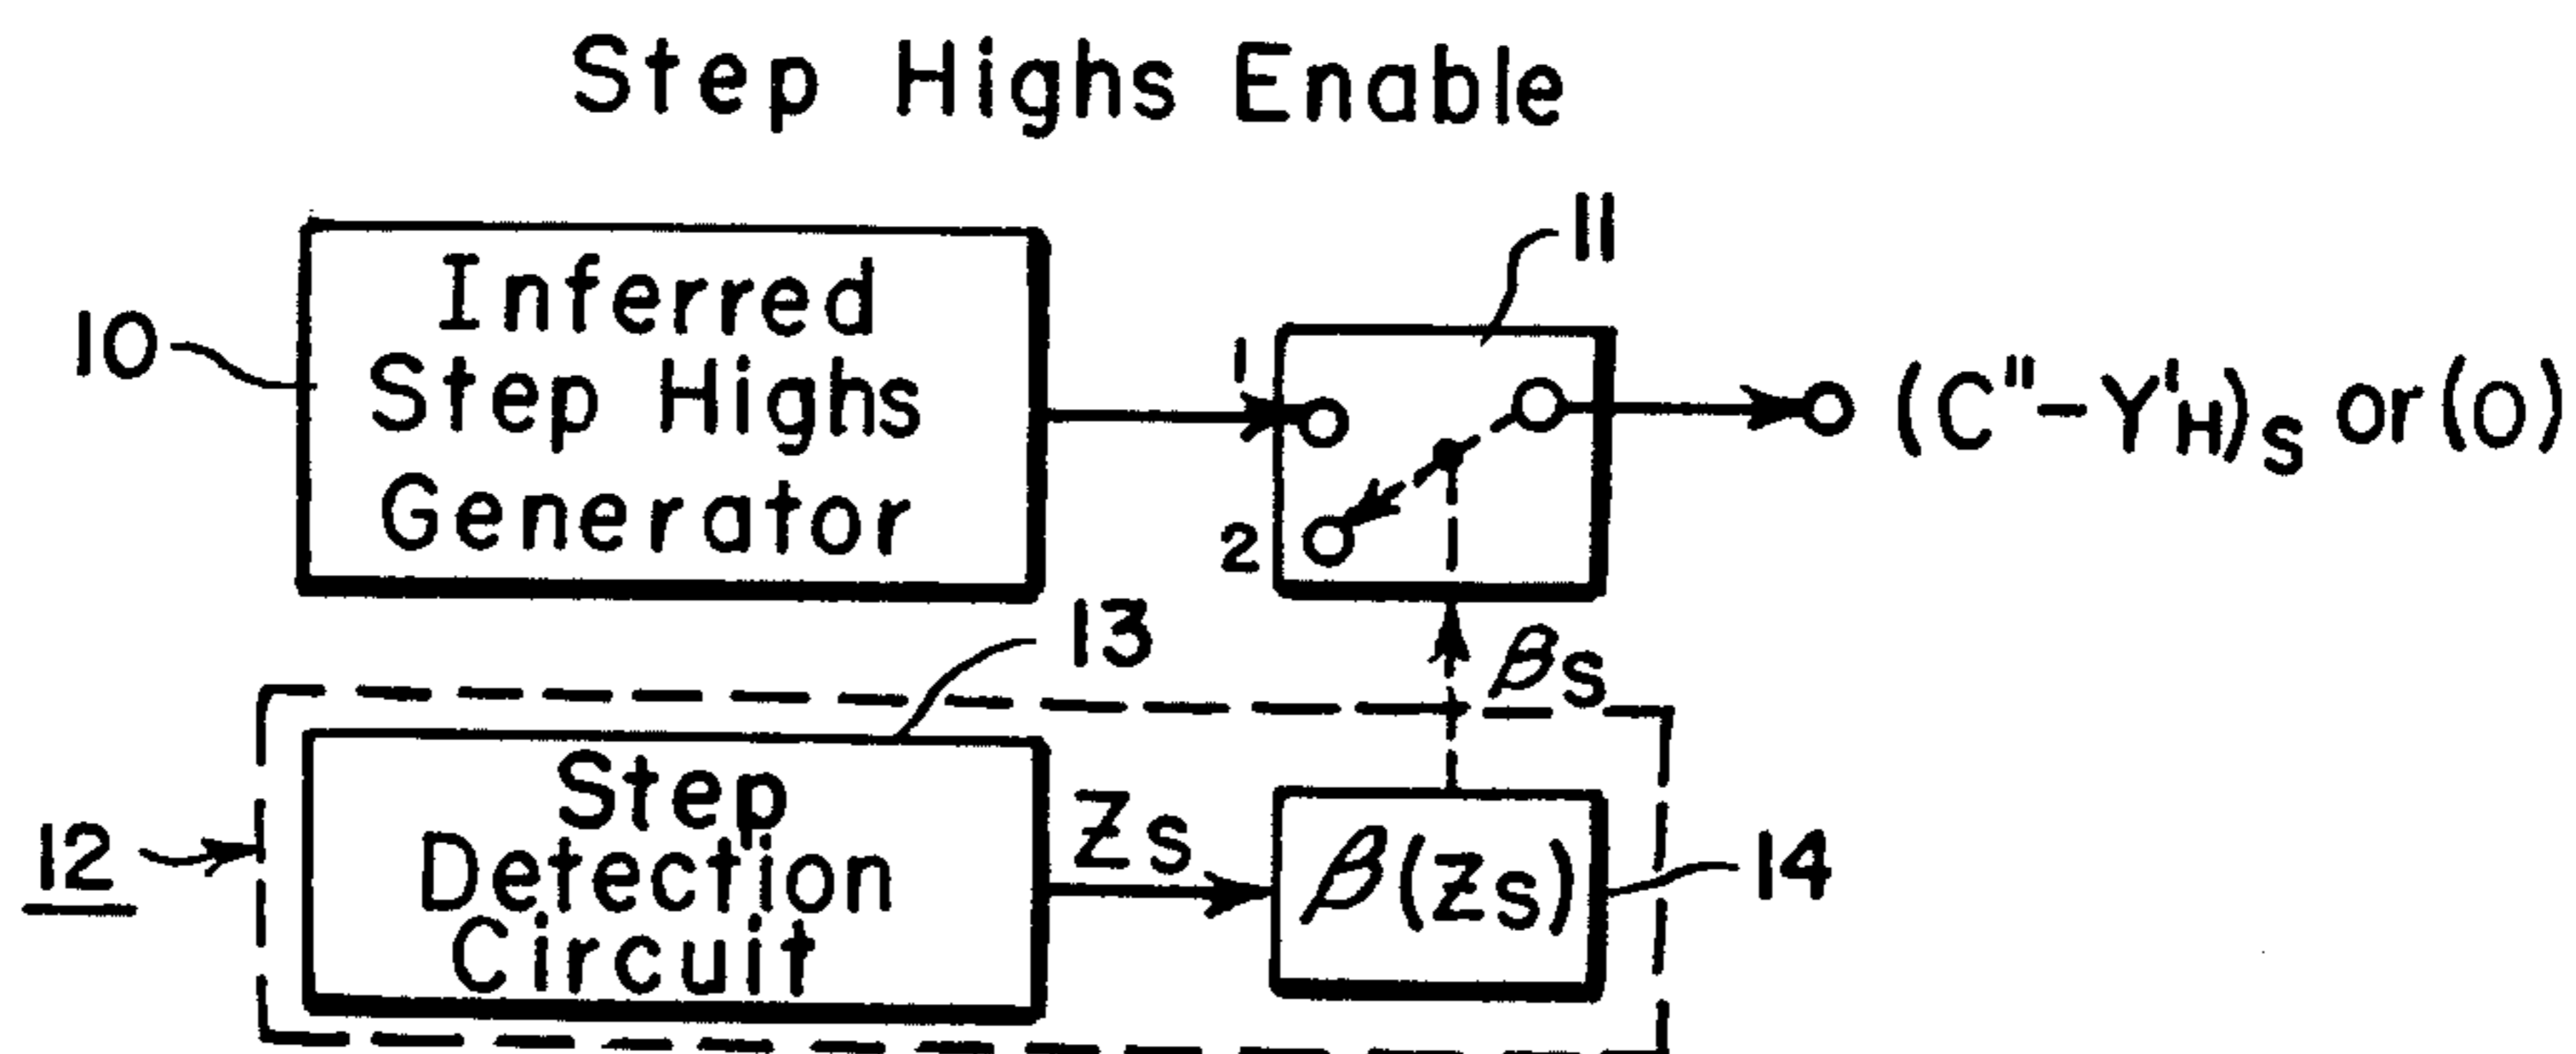 Step Highs Enable
11
10
Inferred
Step Highs
Generator
1
2
(C"-Y'H)S or (0)
13
βS
12
Step
Detection
Circuit
ZS
β(ZS)
14